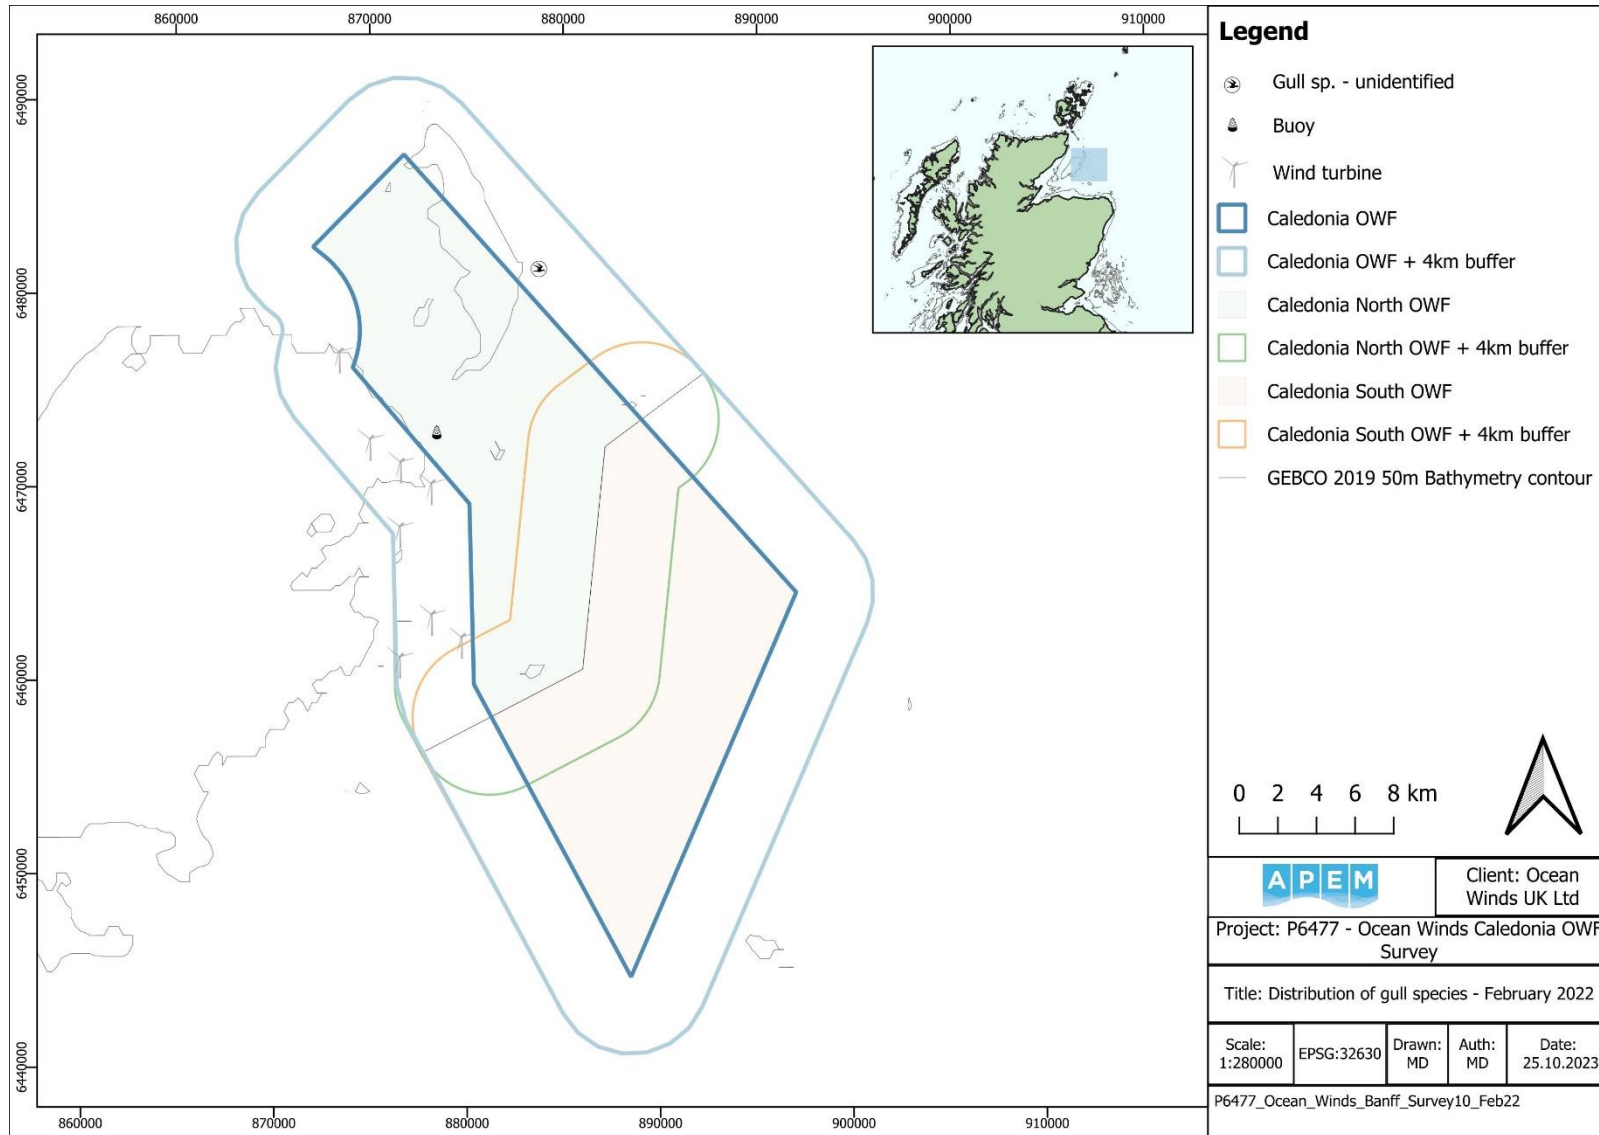 860000
870000
880000
890000
900000
910000
6490000
6480000
6470000
6460000
6450000
6440000
860000
870000
880000
890000
900000
910000
Legend
Gull sp. - unidentified
Buoy
Wind turbine
Caledonia OWF
Caledonia OWF + 4km buffer
Caledonia North OWF
Caledonia North OWF + 4km buffer
Caledonia South OWF
Caledonia South OWF + 4km buffer
GEBCO 2019 50m Bathymetry contour
0 2 4 6 8 km
APEM
Client: Ocean
Winds UK Ltd
Project: P6477 - Ocean Winds Caledonia OWF
Survey
Title: Distribution of gull species - February 2022
Scale:
1:280000
EPSG:32630
Drawn:
MD
Auth:
MD
Date:
25.10.2023
P6477_Ocean_Winds_Banff_Survey10_Feb22